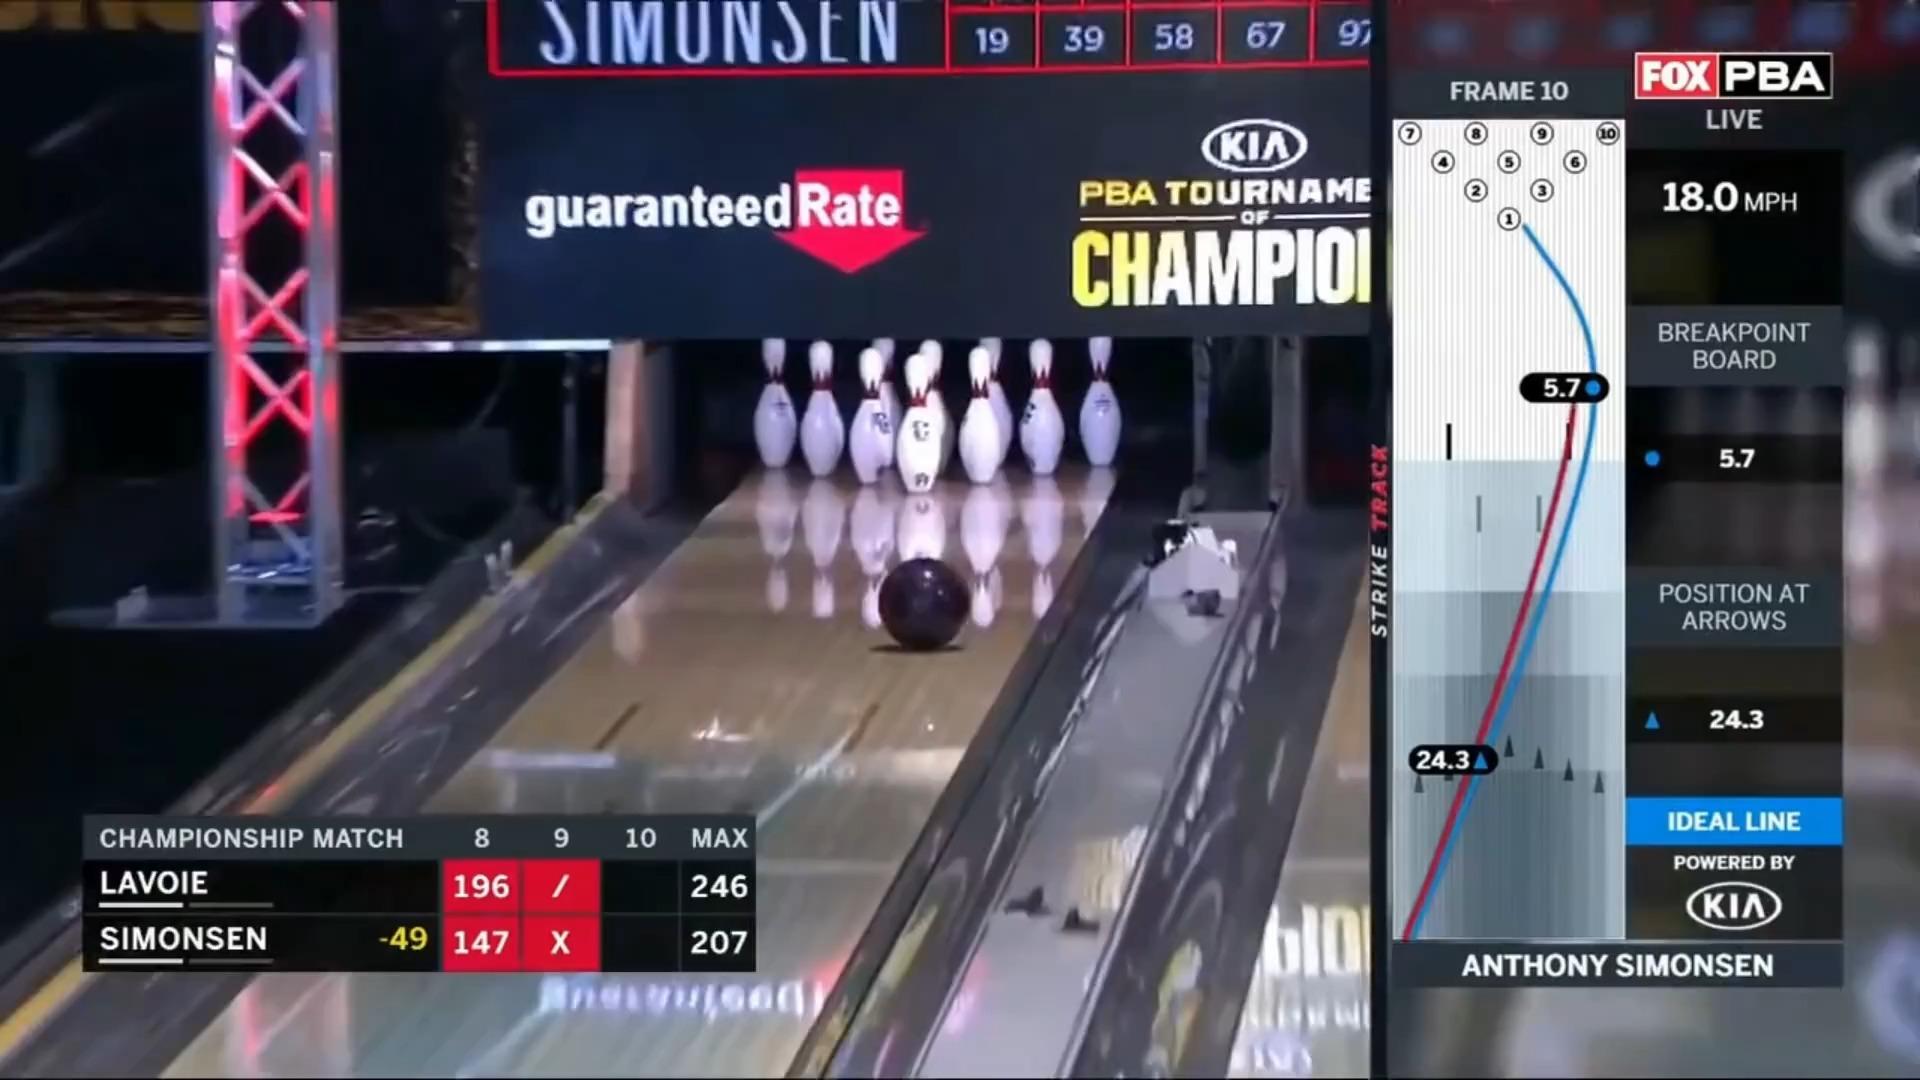 SIMONSEN 19 39 58 67 97
guaranteed Rate
KIA
PBA TOURNAME
OF
CHAMPIO
STRIKE TRACK
FRAME 10
7 8 9 10
4 5 6
2 3
1
5.7
24.3
FOX PBA
LIVE
18.0 MPH
BREAKPOINT
BOARD
5.7
POSITION AT
ARROWS
24.3
IDEAL LINE
POWERED BY
KIA
ANTHONY SIMONSEN
CHAMPIONSHIP MATCH 8 9 10 MAX
LAVOIE 196 / 246
SIMONSEN -49 147 X 207